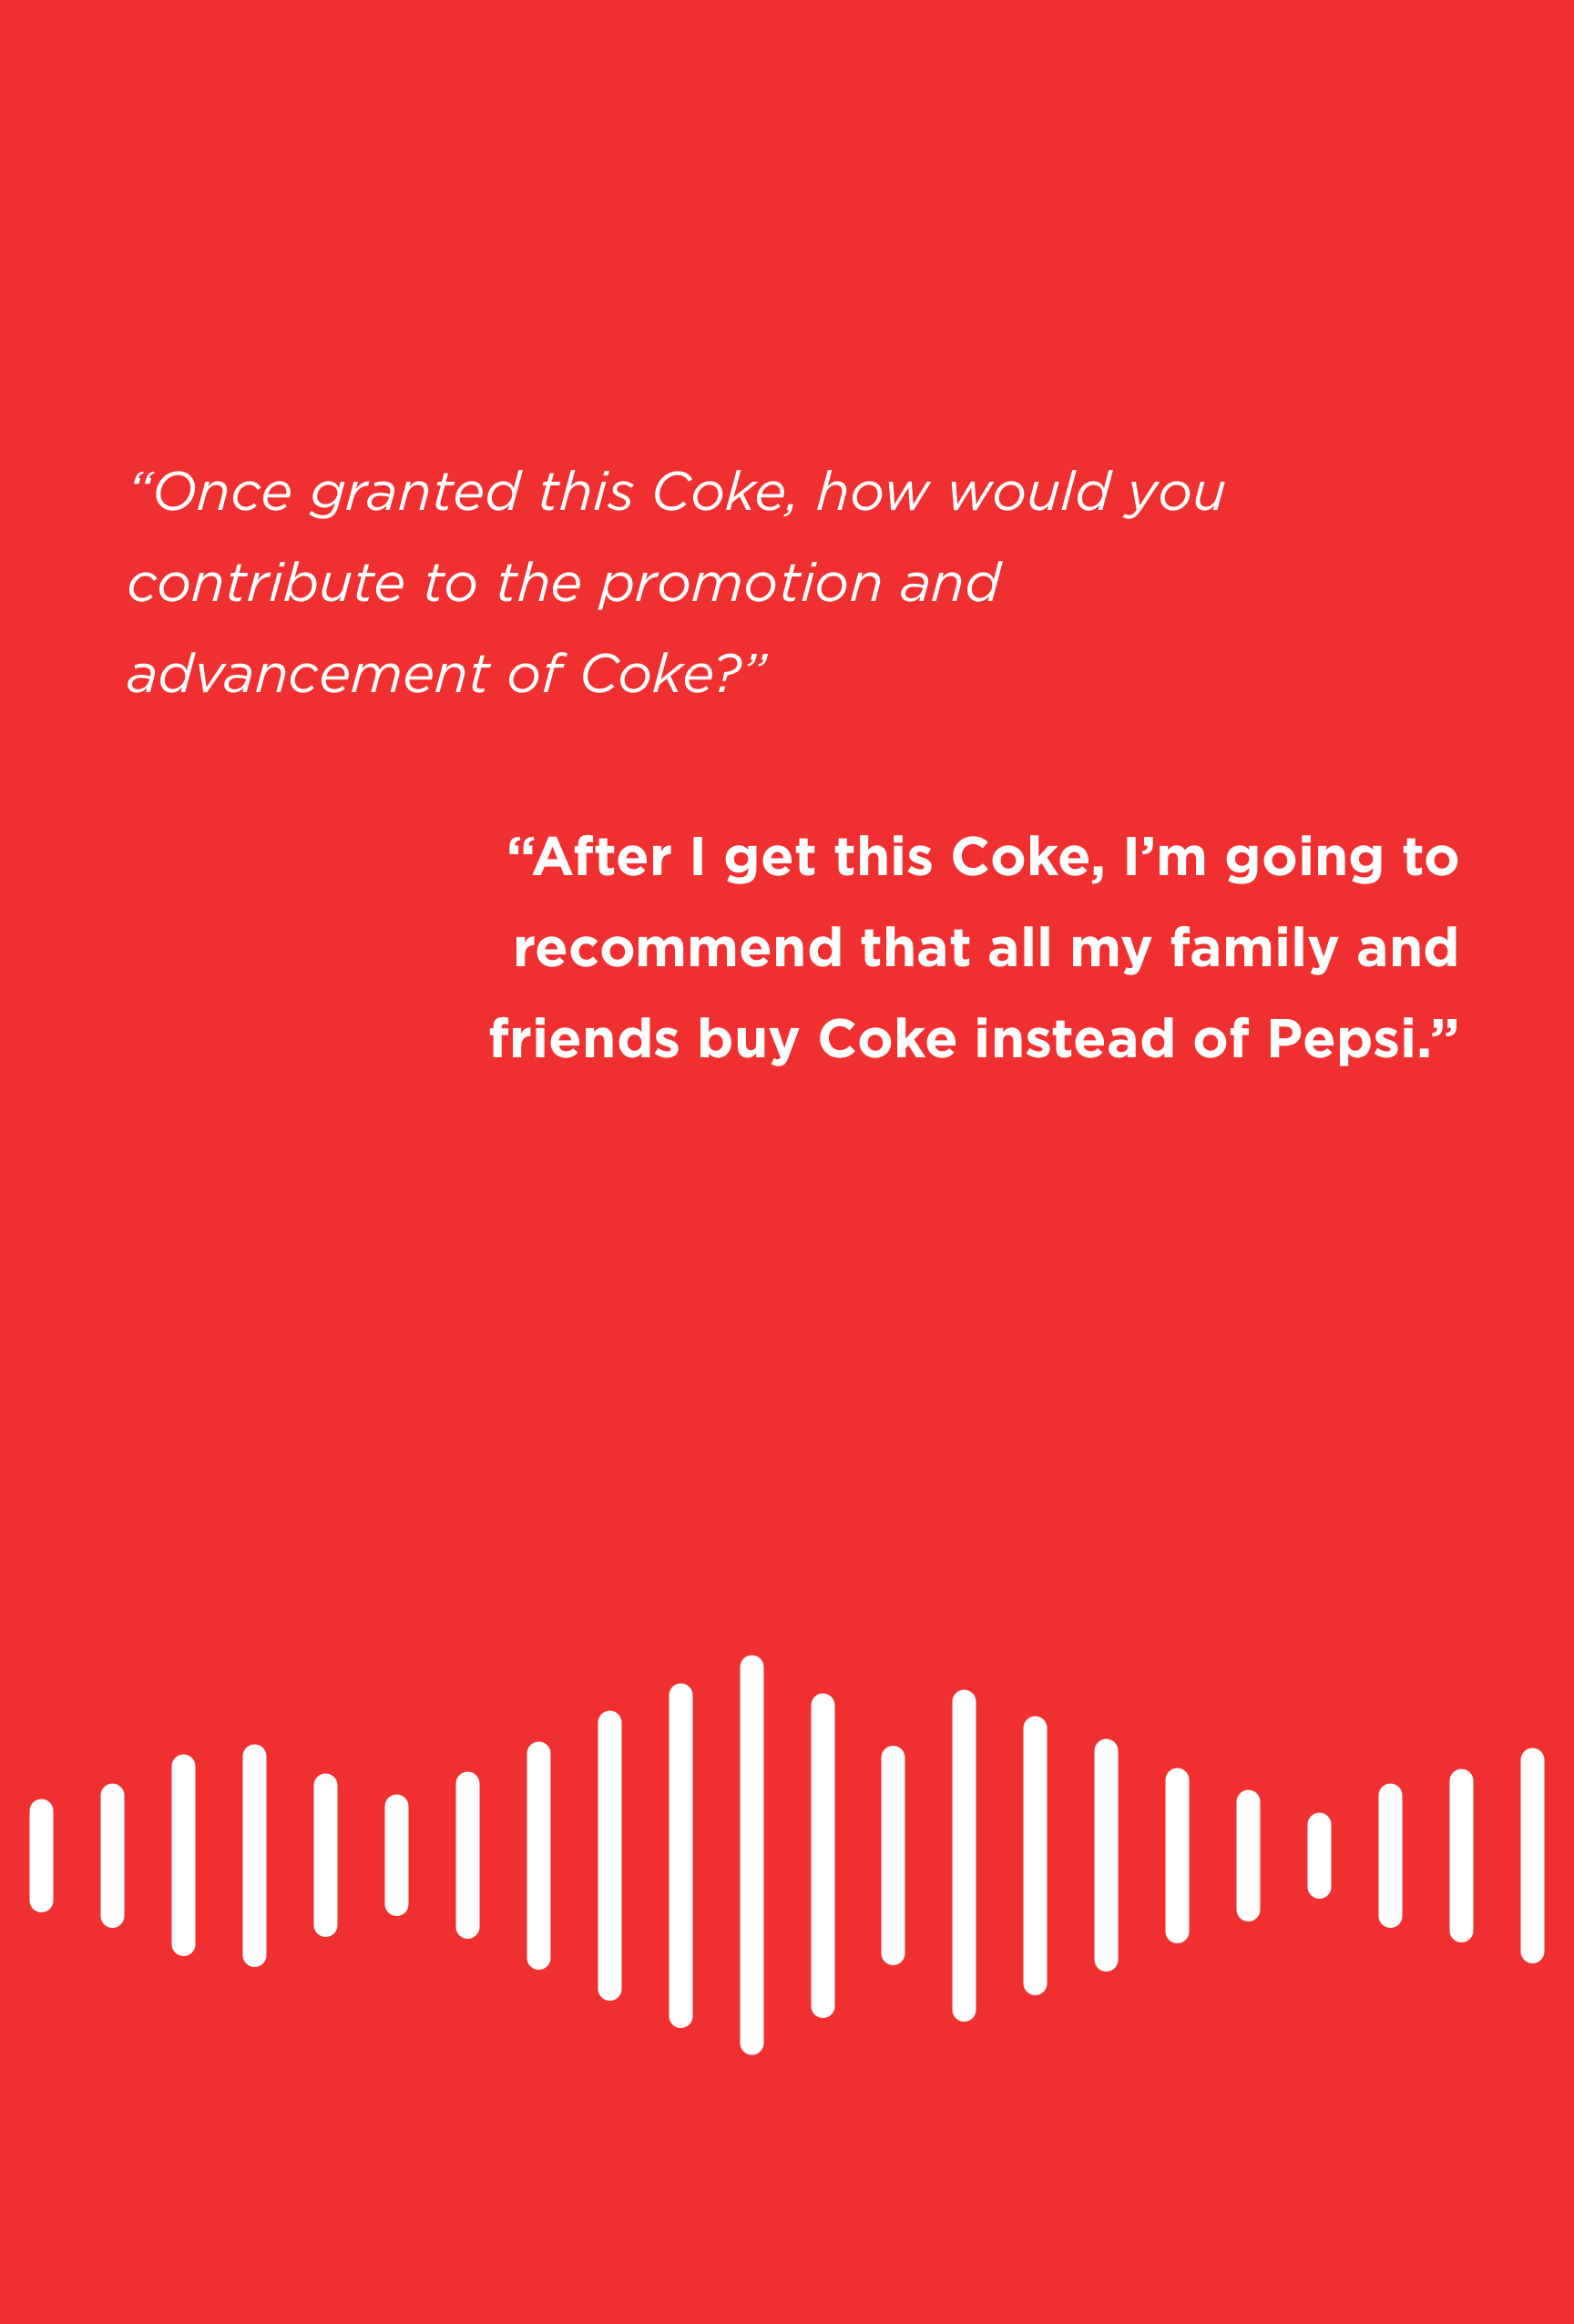 “Once granted this Coke, how would you
contribute to the promotion and
advancement of Coke?”
“After I get this Coke, I’m going to
recommend that all my family and
friends buy Coke instead of Pepsi.”